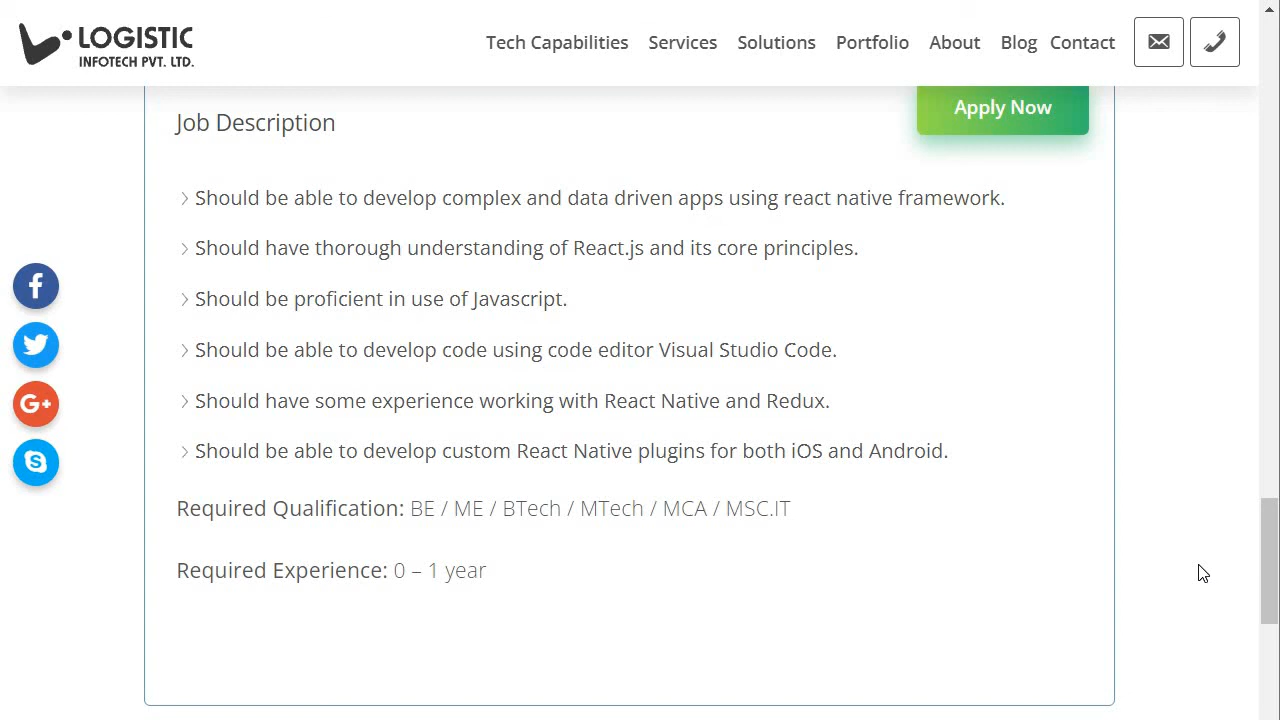 LOGISTIC
INFOTECH PVT. LTD.
Tech Capabilities Services Solutions Portfolio About Blog Contact
Apply Now
Job Description
Should be able to develop complex and data driven apps using react native framework.
Should have thorough understanding of React.js and its core principles.
Should be proficient in use of Javascript.
Should be able to develop code using code editor Visual Studio Code.
Should have some experience working with React Native and Redux.
Should be able to develop custom React Native plugins for both iOS and Android.
Required Qualification: BE / ME / BTech / MTech / MCA / MSC.IT
Required Experience: 0 – 1 year